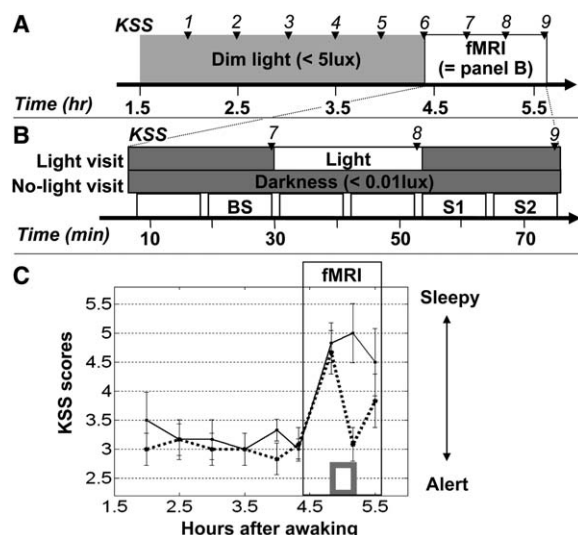 A KSS 1 2 3 4 5 6 7 8 9
Dim light (< 5lux)
fMRI
(= panel B)
Time (hr) 1.5 2.5 3.5 4.5 5.5
B KSS 7 8 9
Light visit Light
No-light visit Darkness (< 0.01lux)
BS S1 S2
Time (min) 10 30 50 70
C
fMRI
KSS scores
5.5
5
4.5
4
3.5
3
2.5
1.5 2.5 3.5 4.5 5.5
Hours after awaking
Sleepy
Alert